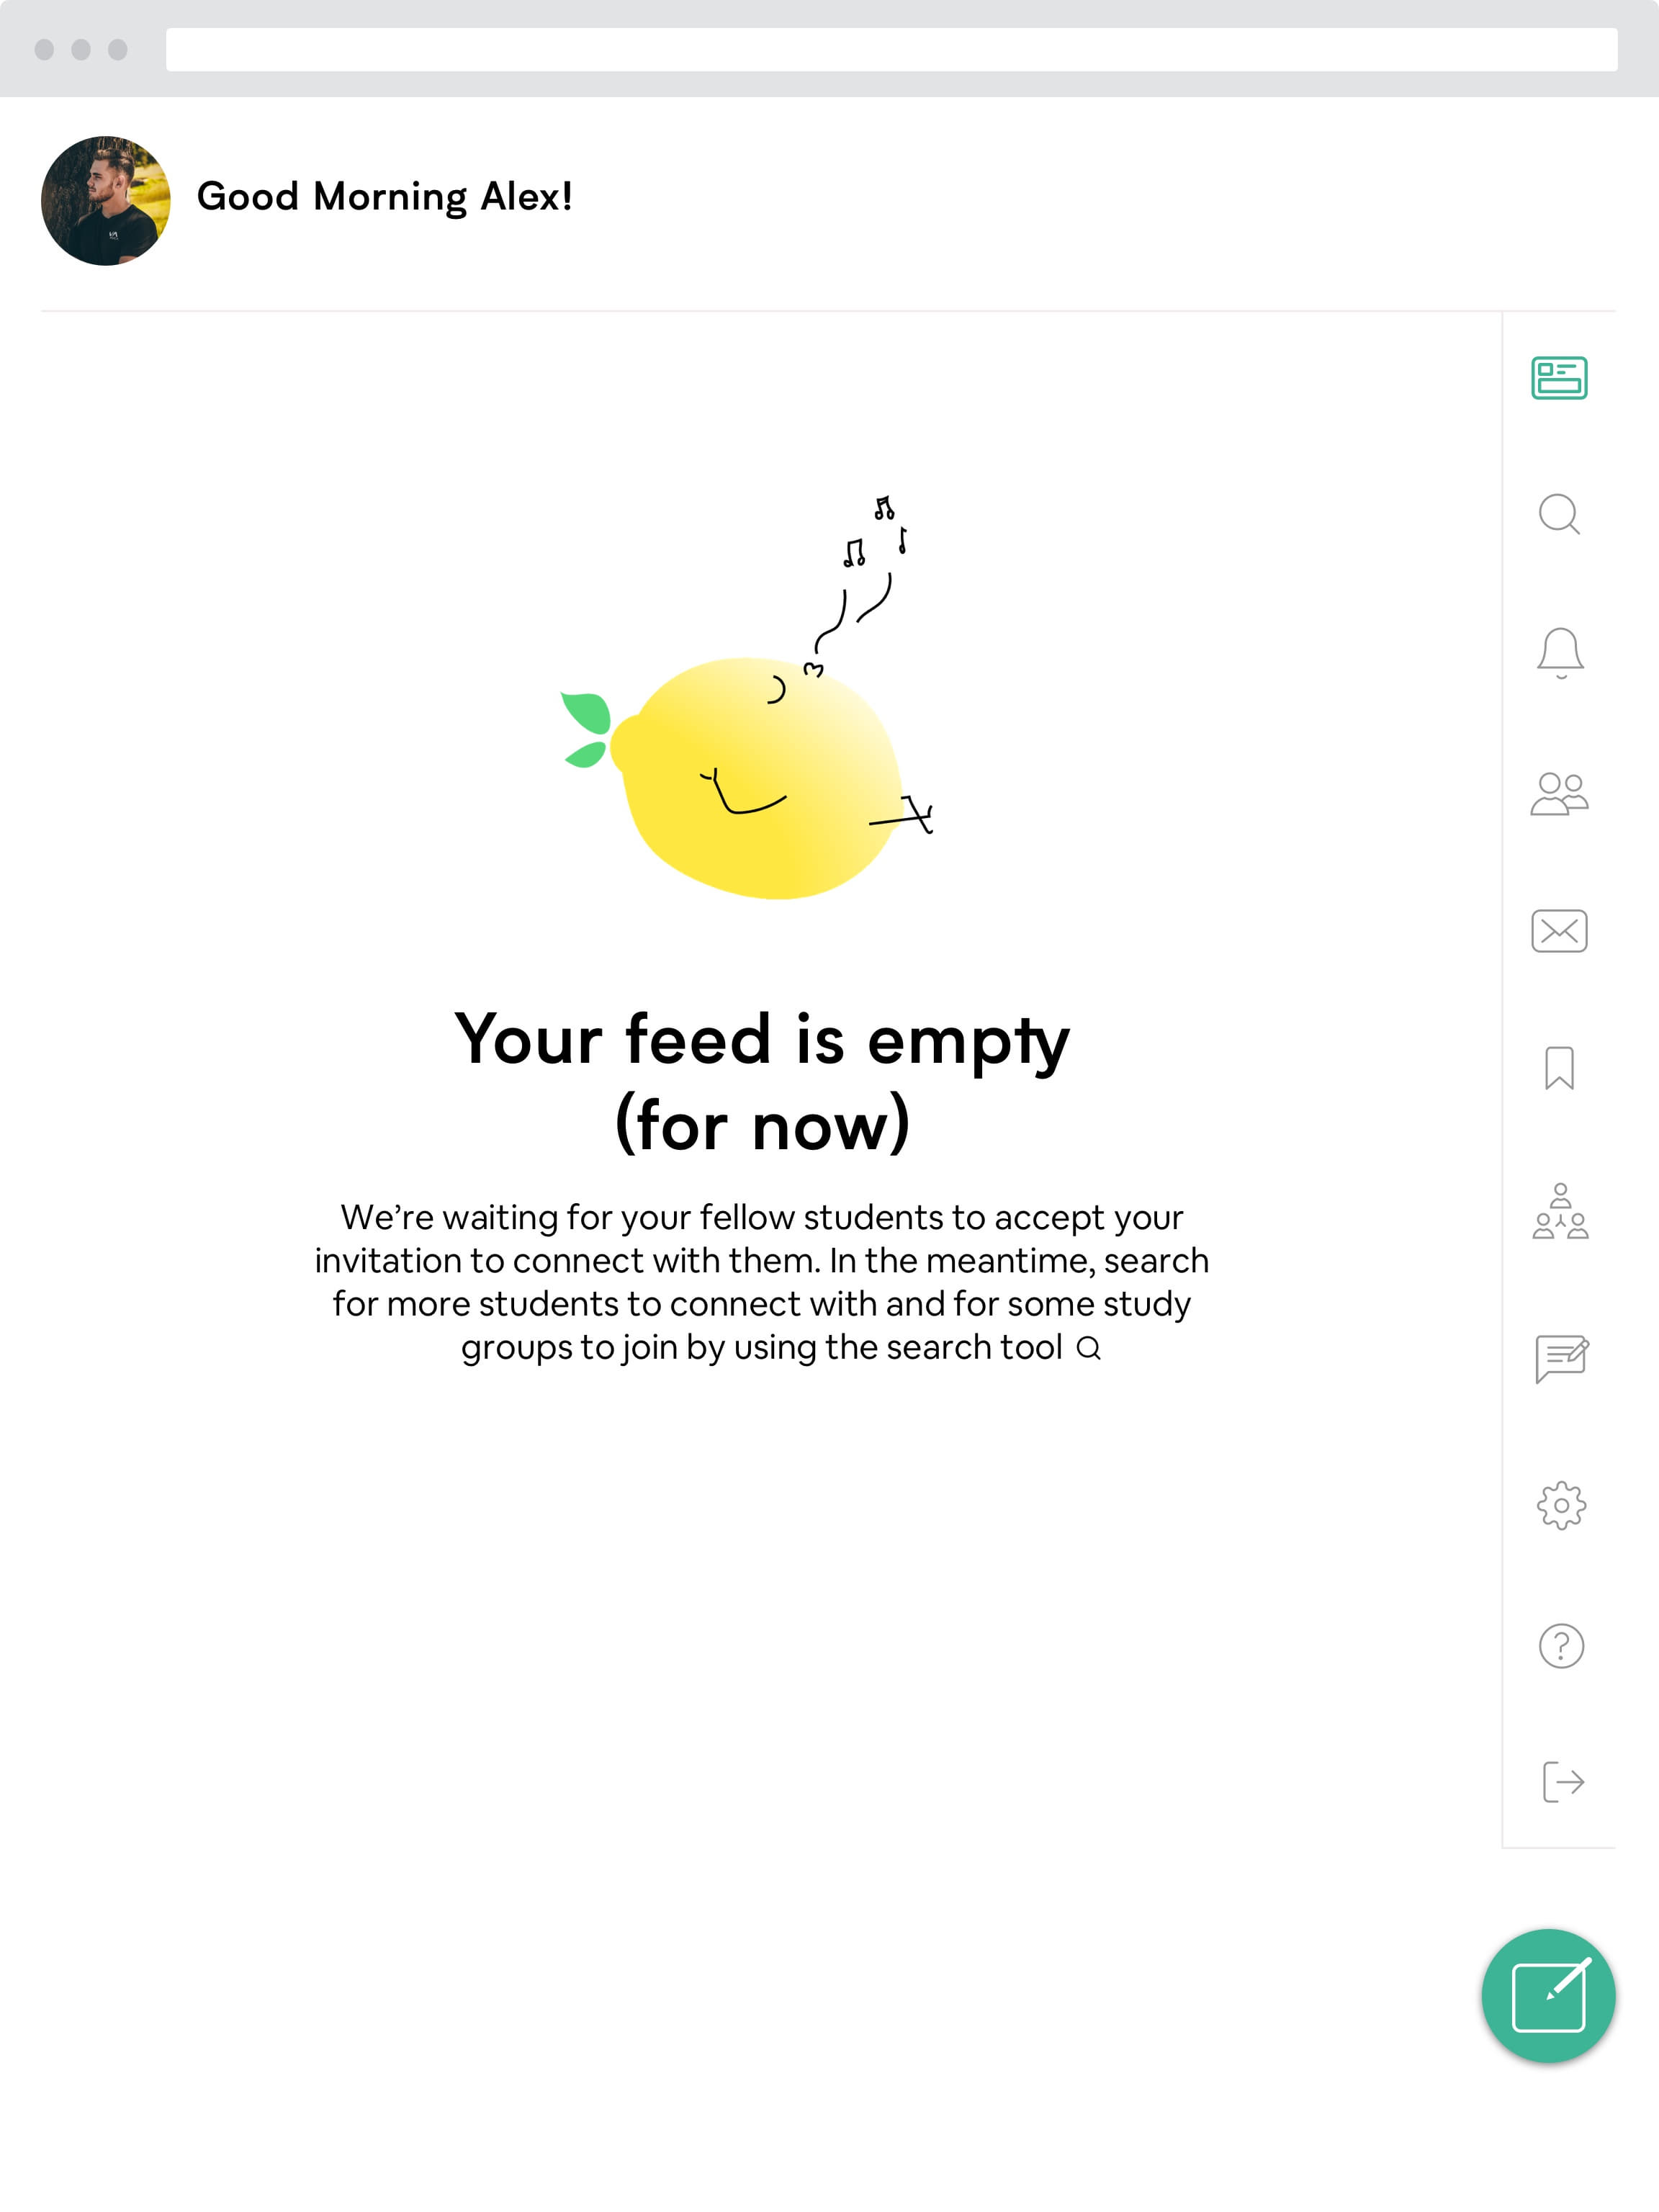 Good Morning Alex!
Your feed is empty
(for now)
We’re waiting for your fellow students to accept your
invitation to connect with them. In the meantime, search
for more students to connect with and for some study
groups to join by using the search tool